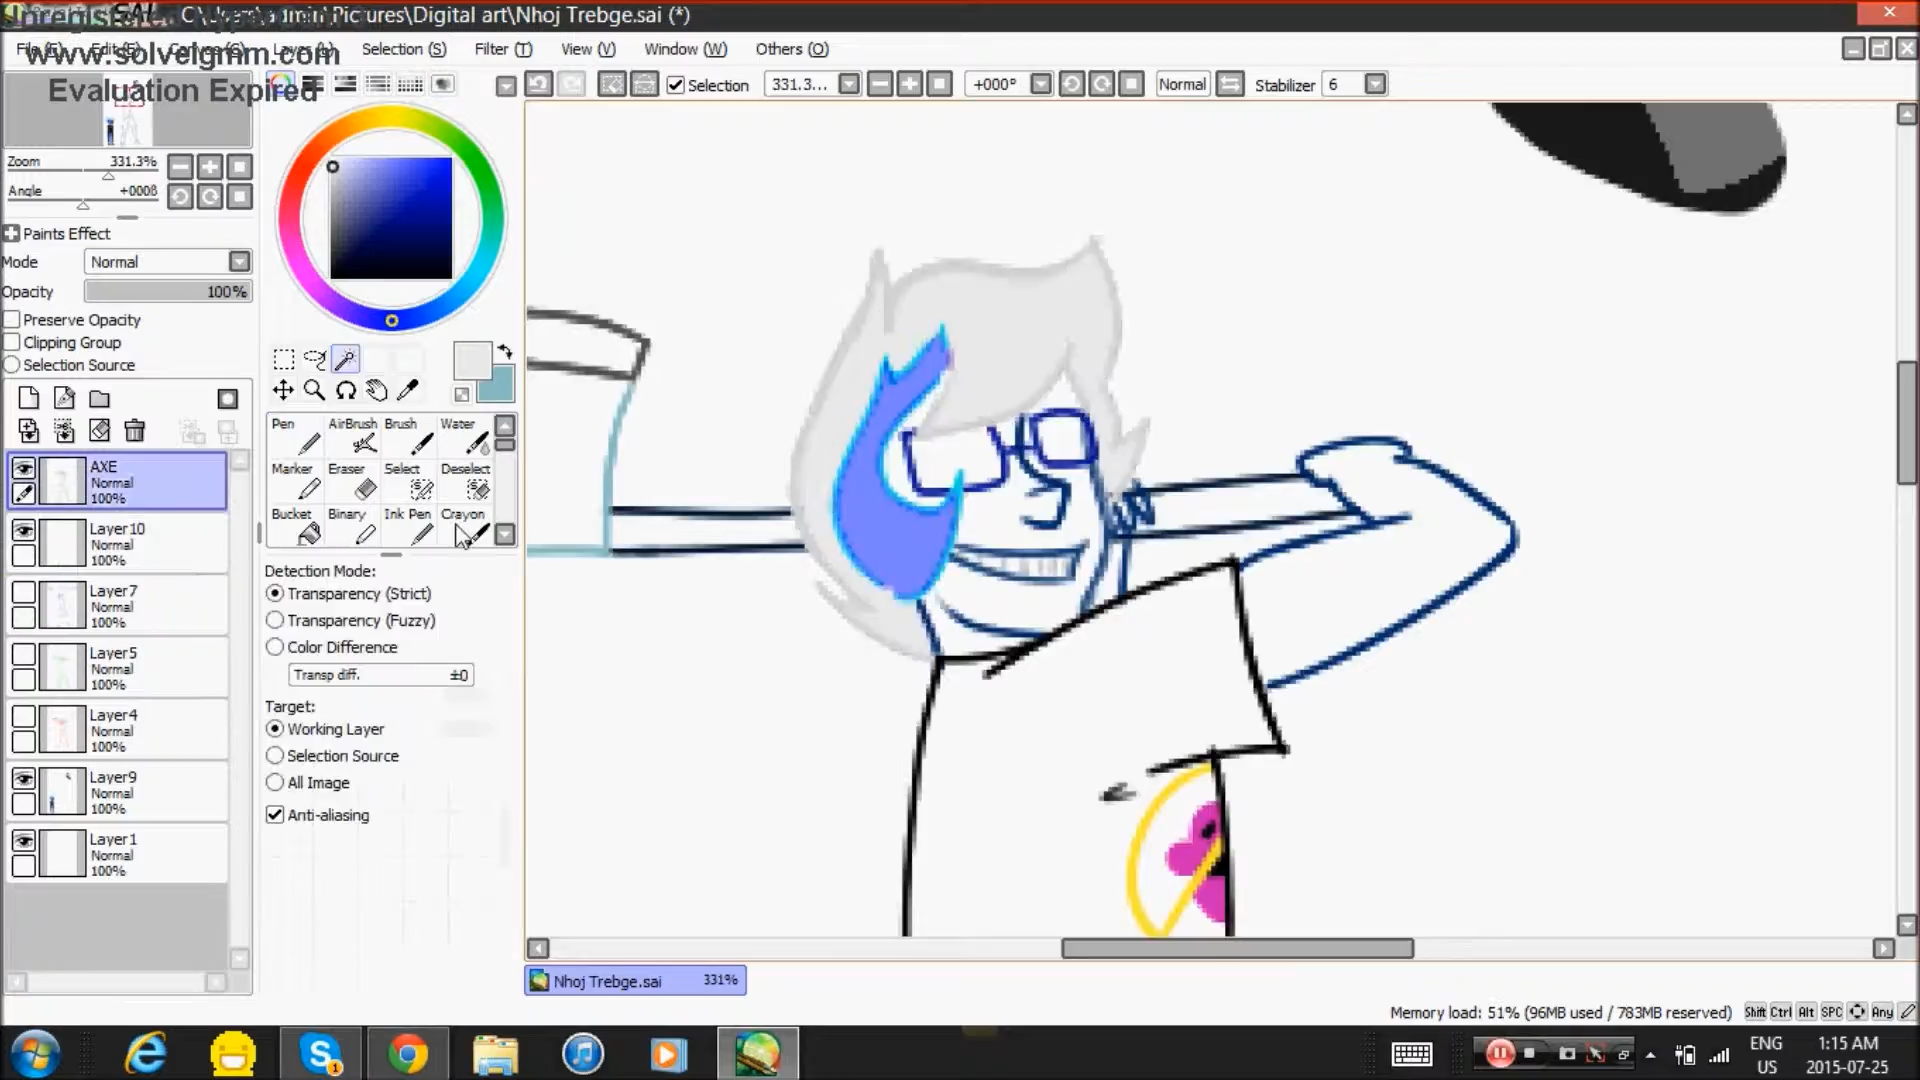 C:\Users\admin\Pictures\Digital art\Nhoj Trebge.sai (*)
www.solveigmm.com
Evaluation Expired
File (F) Edit (E) Canvas (C) Layer (L) Selection (S) Filter (T) View (V) Window (W) Others (O)
Selection 331.3... +000° Normal Stabilizer 6
Zoom 331.3%
Angle +000ß
Paints Effect
Mode Normal
Opacity 100%
Preserve Opacity
Clipping Group
Selection Source
AXE
Normal
100%
Layer10
Normal
100%
Layer7
Normal
100%
Layer5
Normal
100%
Layer4
Normal
100%
Layer9
Normal
100%
Layer1
Normal
100%
Pen AirBrush Brush Water
Marker Eraser Select Deselect
Bucket Binary Ink Pen Crayon
Detection Mode:
Transparency (Strict)
Transparency (Fuzzy)
Color Difference
Transp diff. ±0
Target:
Working Layer
Selection Source
All Image
Anti-aliasing
Nhoj Trebge.sai 331%
Memory load: 51% (96MB used / 783MB reserved) Shift Ctrl Alt SPC Any
ENG
US
1:15 AM
2015-07-25